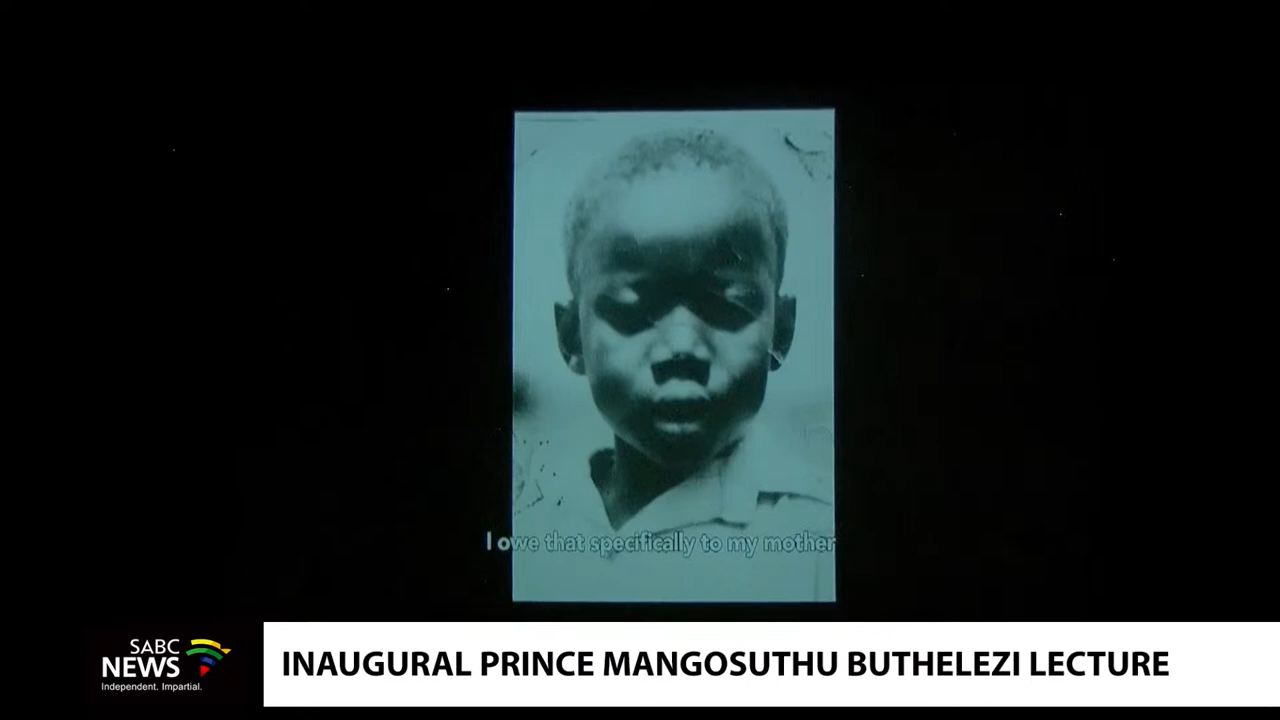 I owe that specifically to my mother
SABC
NEWS
Independent. Impartial.
INAUGURAL PRINCE MANGOSUTHU BUTHELEZI LECTURE